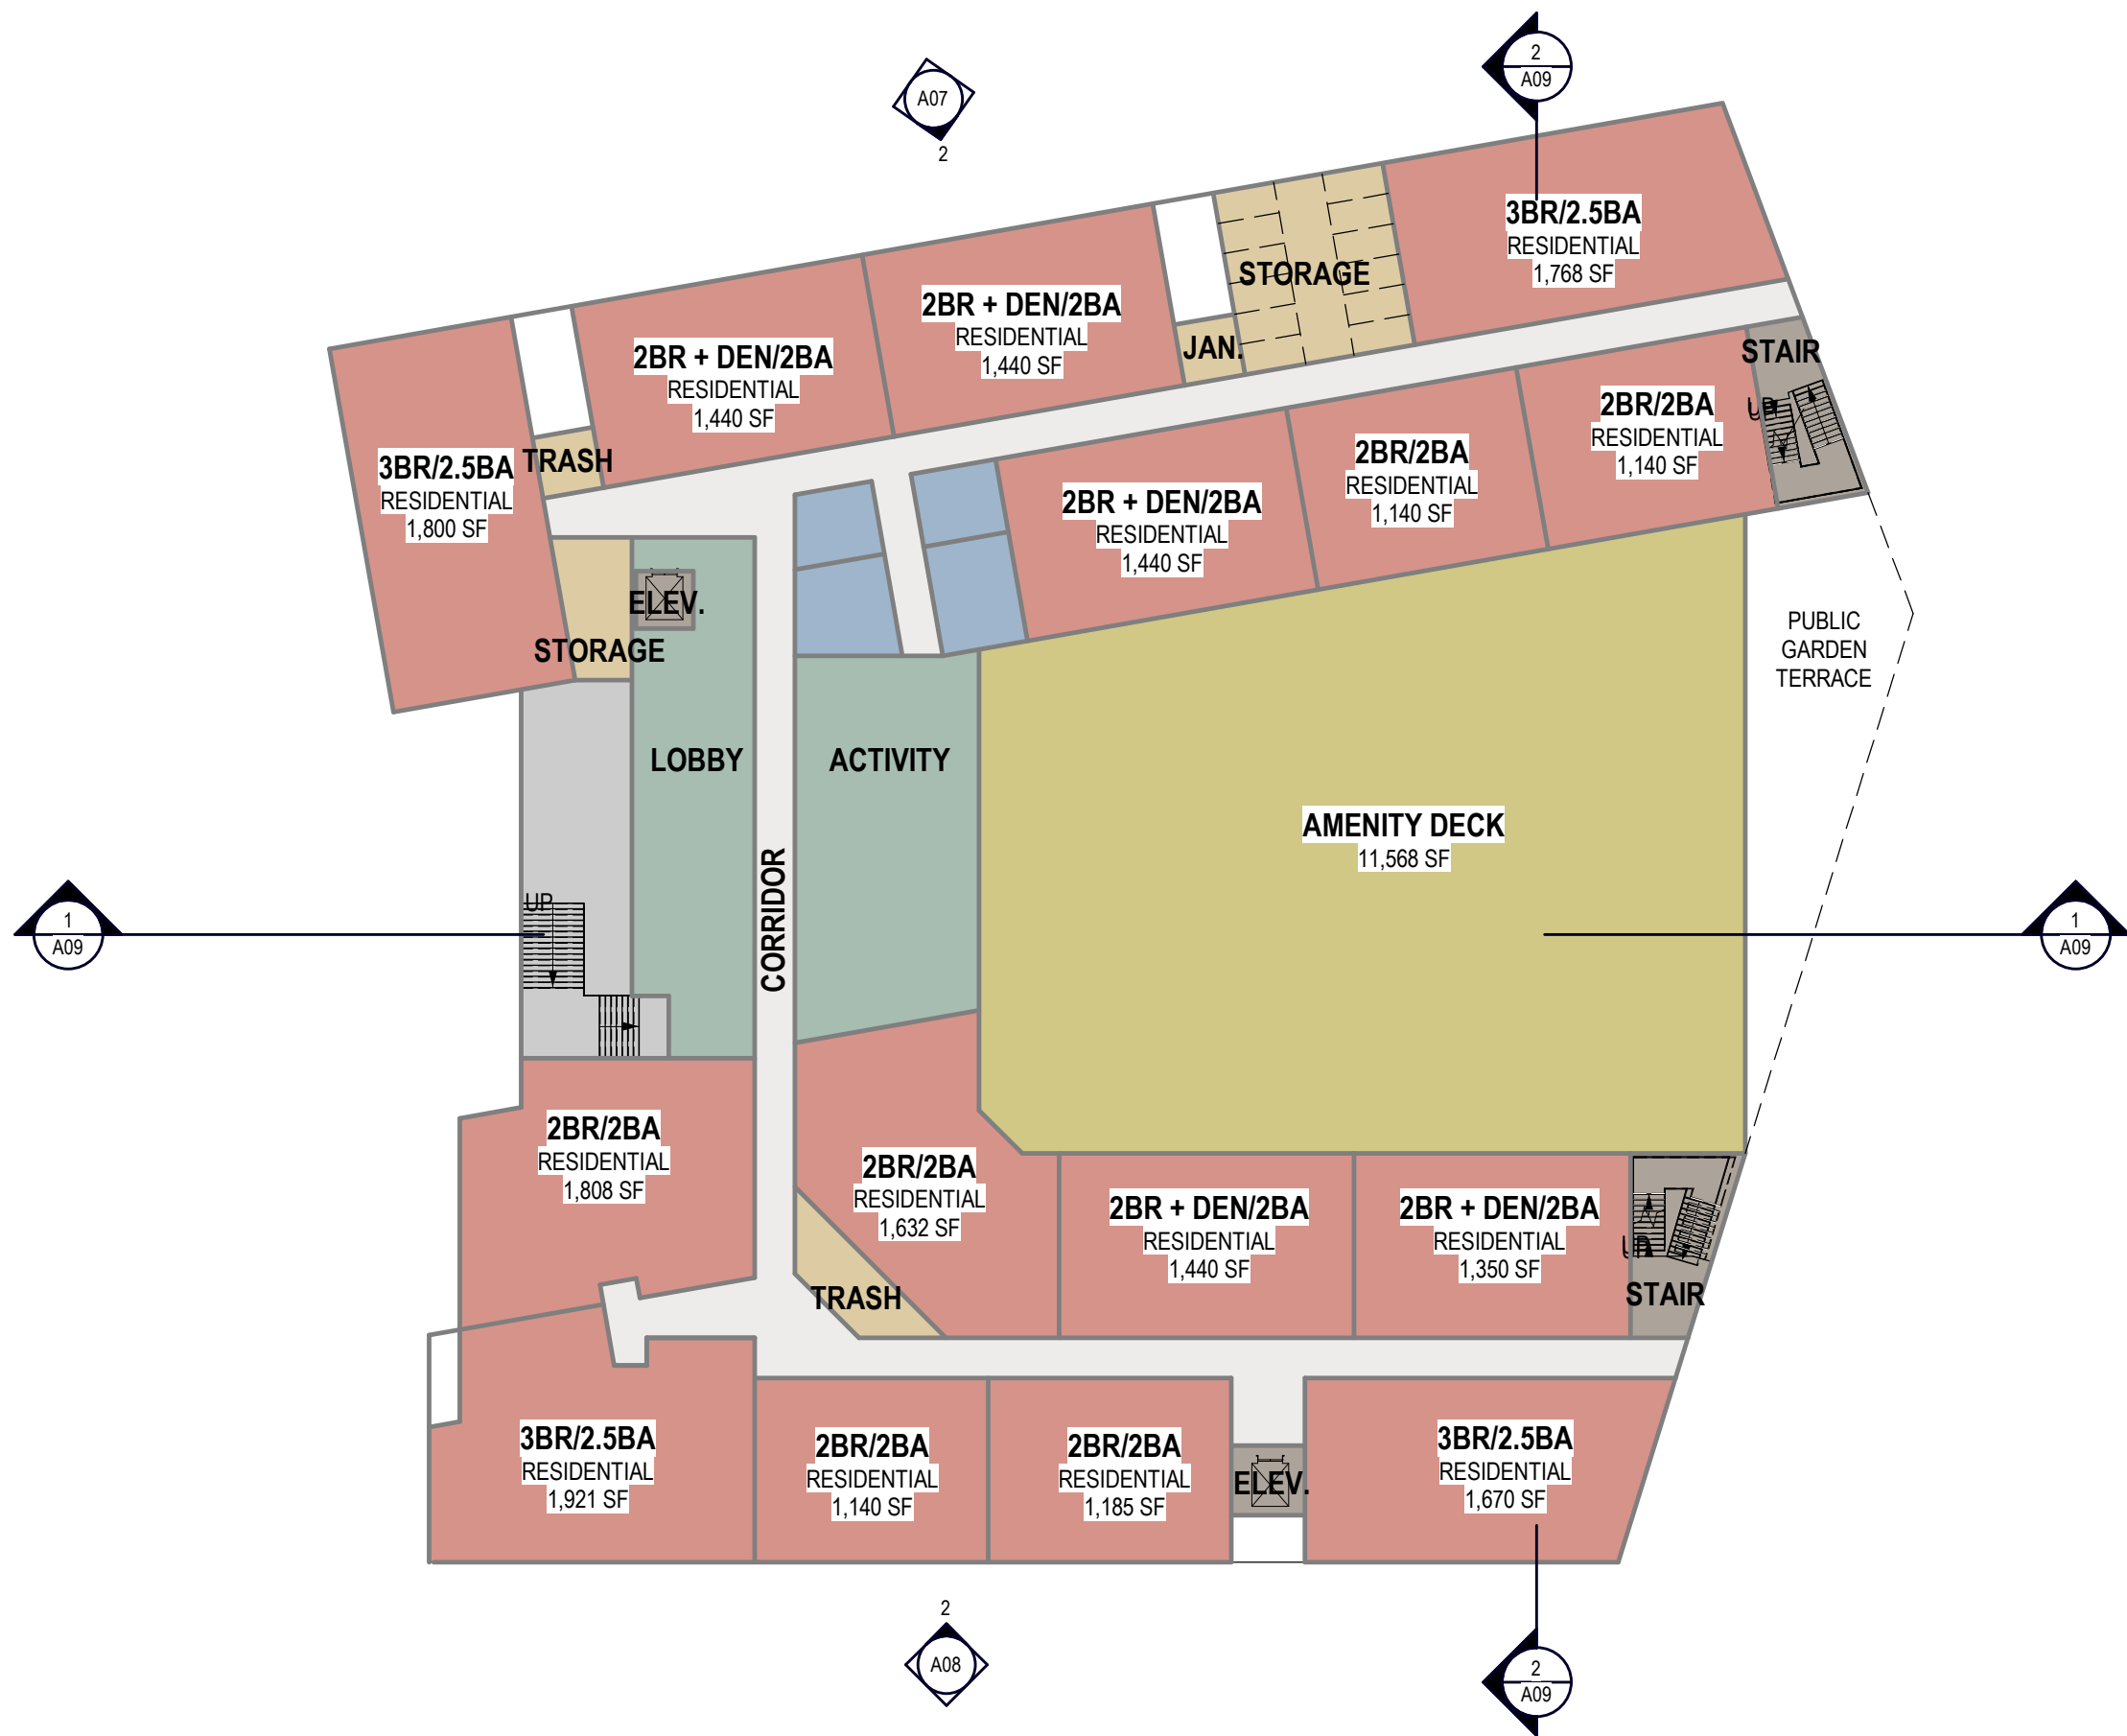 2
A09
A07
2
3BR/2.5BA
RESIDENTIAL
1,768 SF
STORAGE
2BR + DEN/2BA
RESIDENTIAL
1,440 SF
JAN.
2BR + DEN/2BA
RESIDENTIAL
1,440 SF
STAIR
UP
2BR/2BA
RESIDENTIAL
1,140 SF
2BR/2BA
RESIDENTIAL
1,140 SF
3BR/2.5BA
RESIDENTIAL
1,800 SF
TRASH
2BR + DEN/2BA
RESIDENTIAL
1,440 SF
ELEV.
STORAGE
PUBLIC
GARDEN
TERRACE
LOBBY
ACTIVITY
AMENITY DECK
11,568 SF
CORRIDOR
UP
1
A09
1
A09
2BR/2BA
RESIDENTIAL
1,808 SF
2BR/2BA
RESIDENTIAL
1,632 SF
2BR + DEN/2BA
RESIDENTIAL
1,440 SF
2BR + DEN/2BA
RESIDENTIAL
1,350 SF
UP
STAIR
TRASH
3BR/2.5BA
RESIDENTIAL
1,921 SF
2BR/2BA
RESIDENTIAL
1,140 SF
2BR/2BA
RESIDENTIAL
1,185 SF
ELEV.
3BR/2.5BA
RESIDENTIAL
1,670 SF
2
A08
2
A09